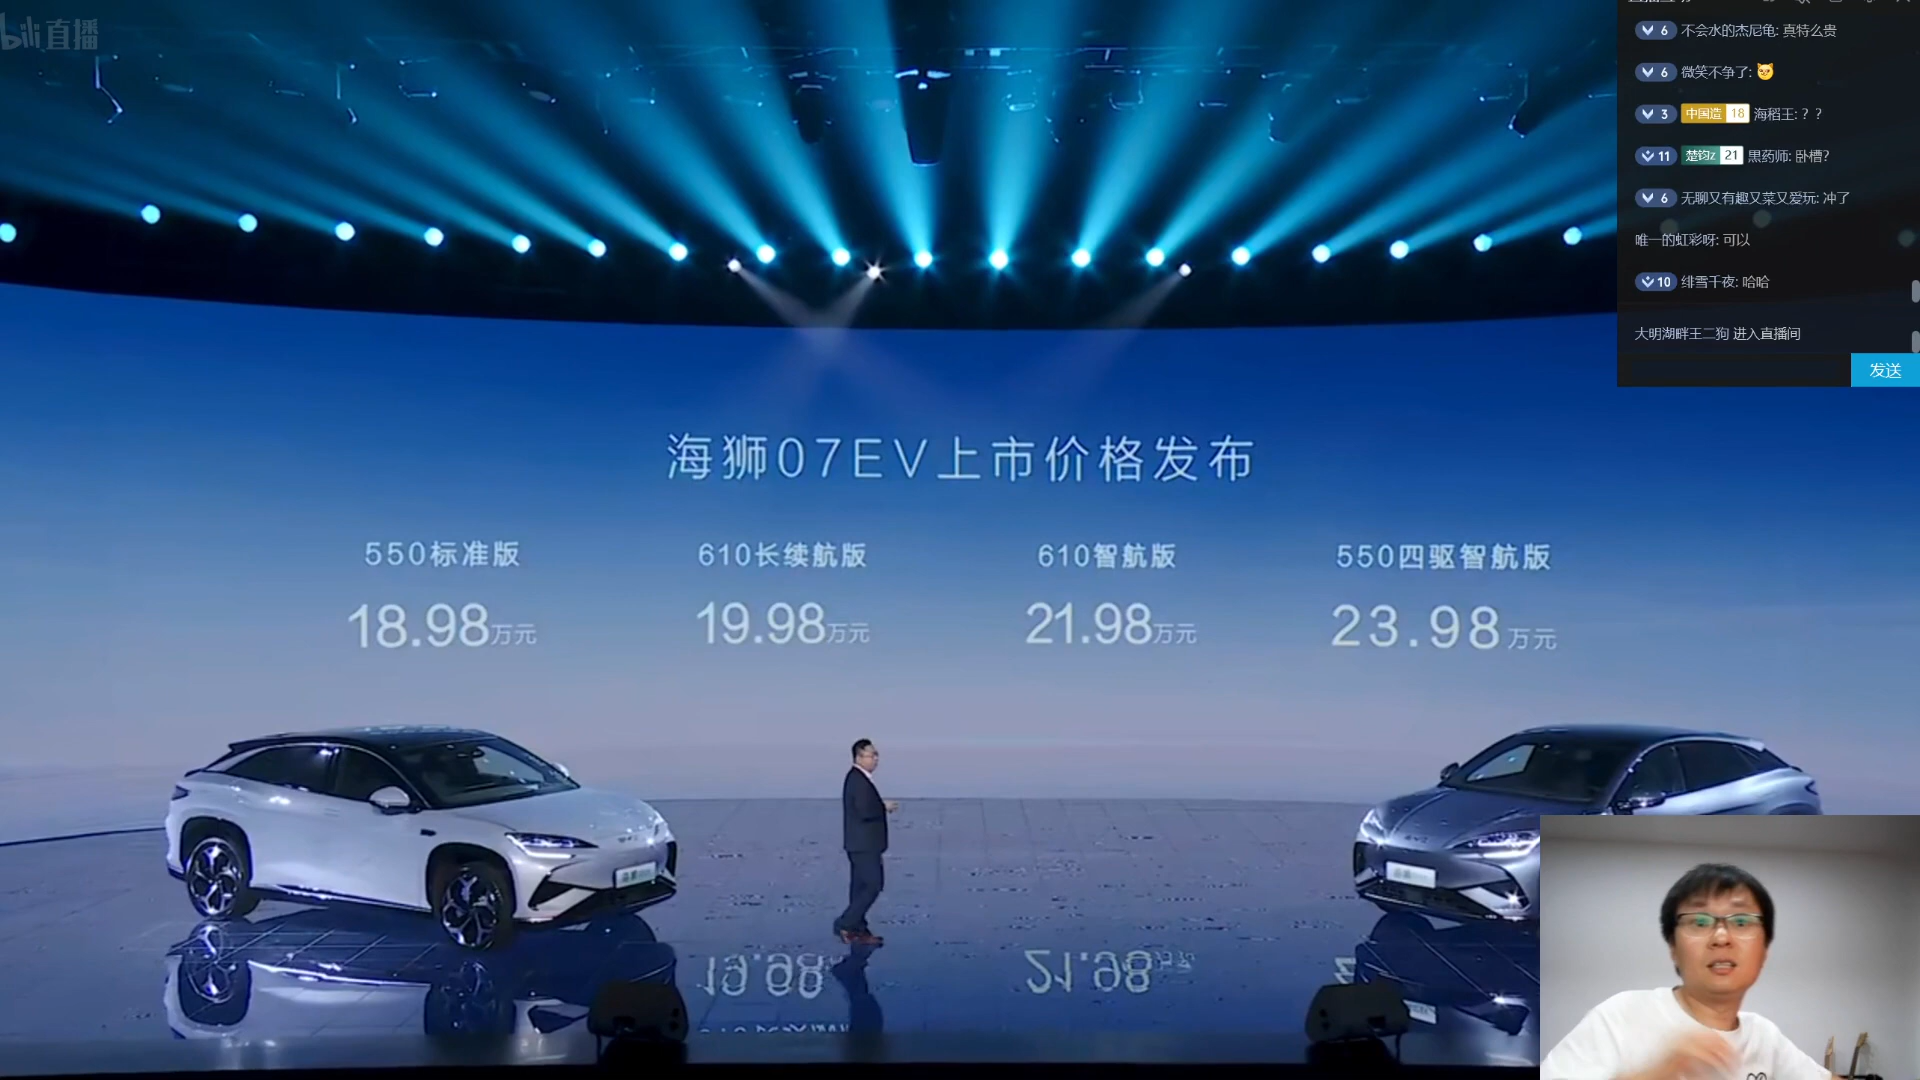 bili直播
不会水的杰尼龟: 真特么贵
6
微笑不争了:
6
中国造 18 海稻王: ? ?
3
楚钧z 21 黑药师: 卧槽?
11
无聊又有趣又菜又爱玩: 冲了
6
唯一的虹彩呀: 可以
绯雪千夜: 哈哈
10
大明湖畔王二狗 进入直播间
发送
海狮07EV上市价格发布
550标准版
18.98万元
610长续航版
19.98万元
610智航版
21.98万元
550四驱智航版
23.98万元